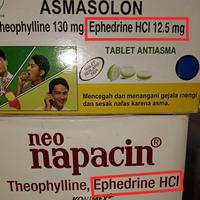 ASMASOLON
Theophylline 130 mg Ephedrine HCl 12.5 mg
TABLET ANTIASMA
Mencegah dan menangani gejala mengi
dan sesak nafas karena asma.
neo
napacin®
Theophylline, Ephedrine HCl